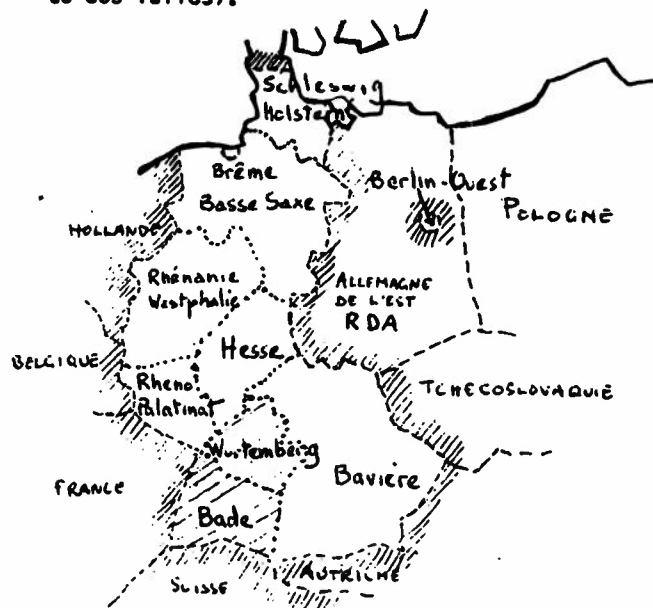 Schleswig
Holstein
Brême
Berlin-Ouest
Basse Saxe
POLOGNE
HOLLANDE
Rhénanie
Westphalie
ALLEMAGNE
DE L'EST
RDA
Hesse
BELGIQUE
Rheno
Palatinat
TCHECOSLOVAQUIE
Wurtemberg
Bavière
FRANCE
Bade
AUTRICHE
SUISSE